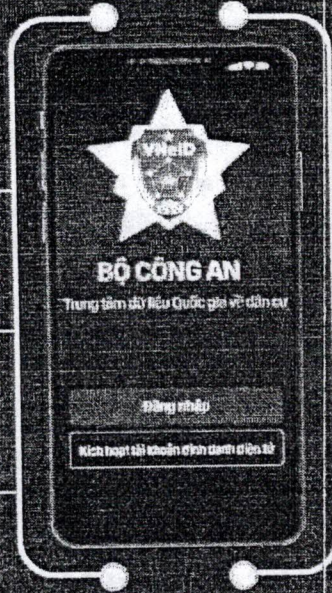 VNeID
BỘ CÔNG AN
Trung tâm dữ liệu Quốc gia về dân cư
Đăng nhập
Kích hoạt tài khoản định danh điện tử